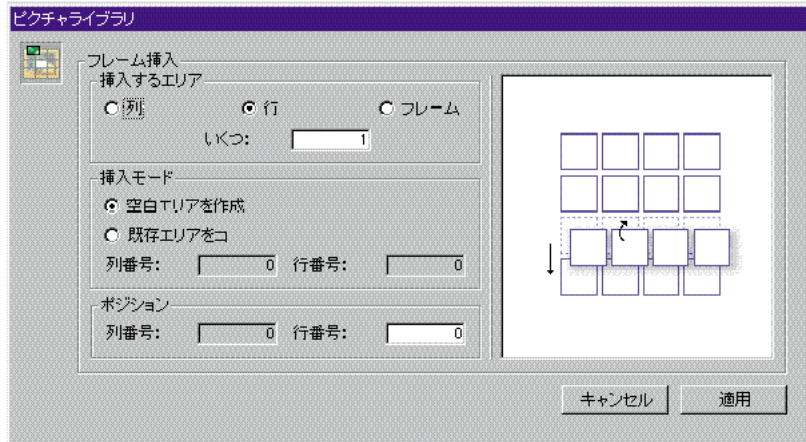 ピクチャライブラリ
フレーム挿入
挿入するエリア
列 行 フレーム
いくつ: 1
挿入モード
空白エリアを作成
既存エリアをコ
列番号: 0 行番号: 0
ポジション
列番号: 0 行番号: 0
キャンセル 適用